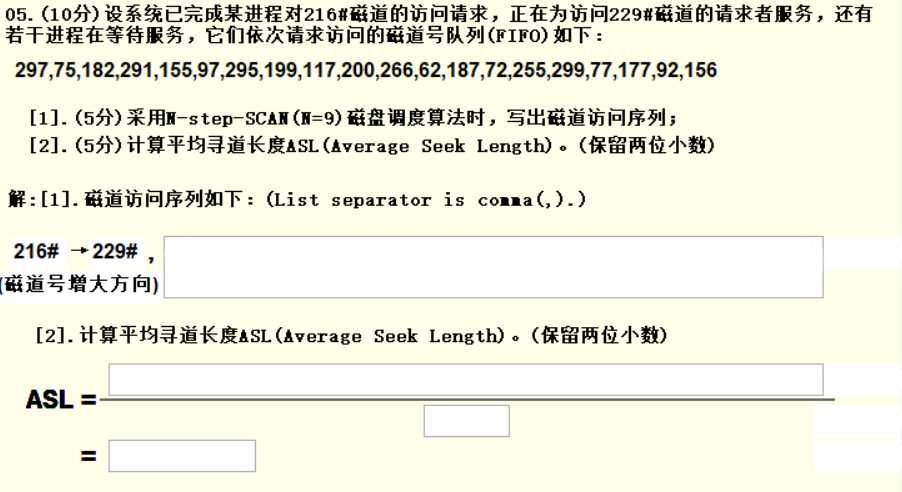 05.(10分)设系统已完成某进程对216#磁道的访问请求，正在为访问229#磁道的请求者服务，还有
若干进程在等待服务，它们依次请求访问的磁道号队列(FIFO)如下：
297,75,182,291,155,97,295,199,117,200,266,62,187,72,255,299,77,177,92,156
[1].(5分)采用N-step-SCAN(N=9)磁盘调度算法时，写出磁道访问序列；
[2].(5分)计算平均寻道长度ASL(Average Seek Length)。(保留两位小数)
解:[1].磁道访问序列如下：(List separator is comma(,).)
216# →229# ,
(磁道号增大方向)
[2].计算平均寻道长度ASL(Average Seek Length)。(保留两位小数)
ASL =
=